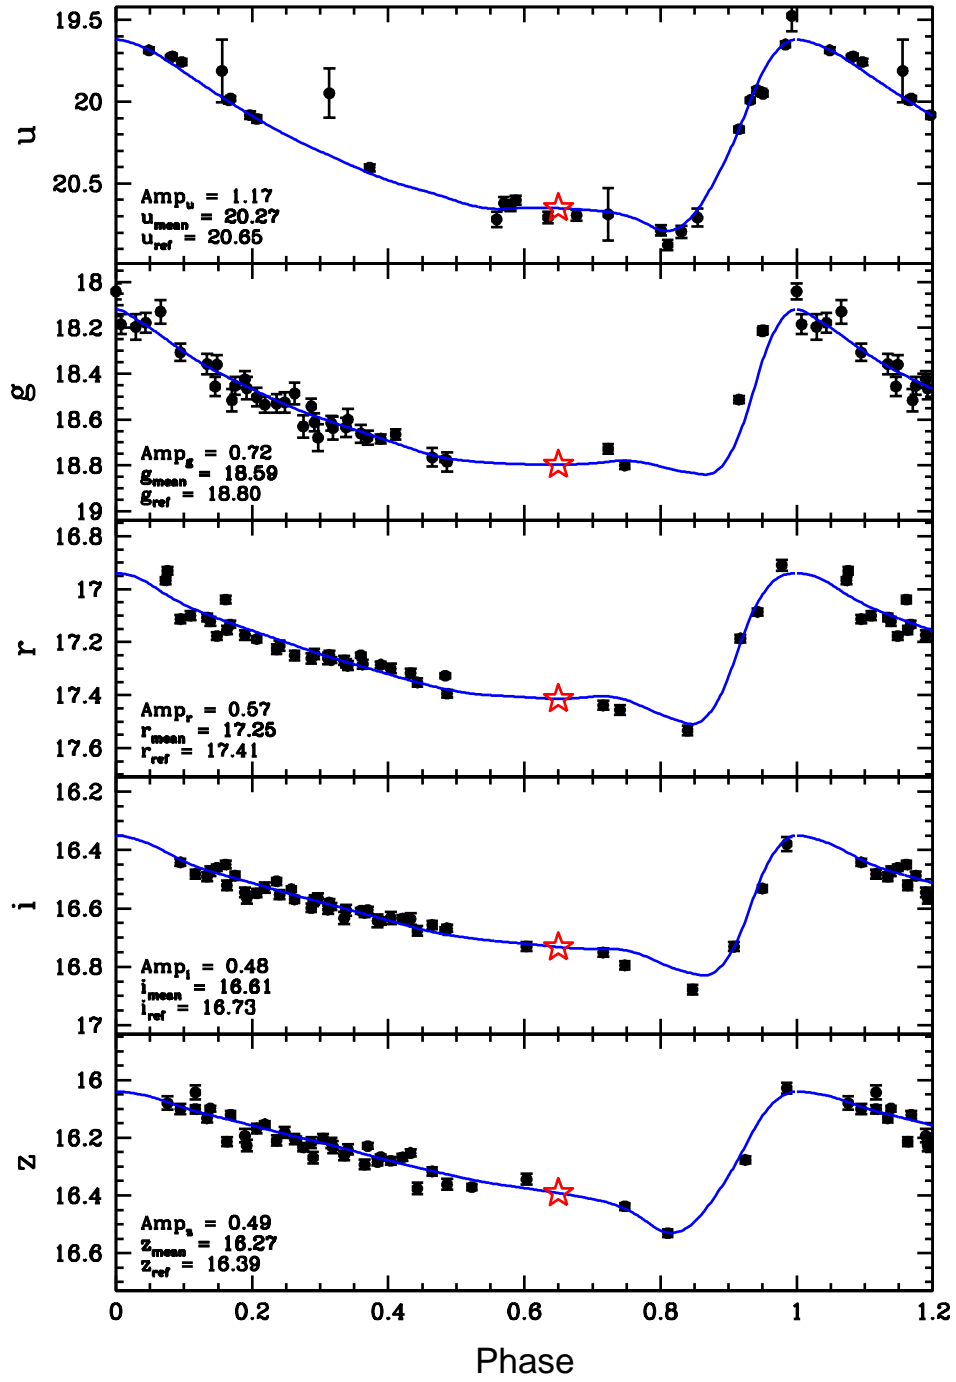 19.5
20
20.5
u
Amp_u = 1.17
u_mean = 20.27
u_ref = 20.65
18
18.2
18.4
18.6
18.8
19
g
Amp_g = 0.72
g_mean = 18.59
g_ref = 18.80
16.8
17
17.2
17.4
17.6
r
Amp_r = 0.57
r_mean = 17.25
r_ref = 17.41
16.2
16.4
16.6
16.8
17
i
Amp_i = 0.48
i_mean = 16.61
i_ref = 16.73
16
16.2
16.4
16.6
z
Amp_z = 0.49
z_mean = 16.27
z_ref = 16.39
0 0.2 0.4 0.6 0.8 1 1.2
Phase